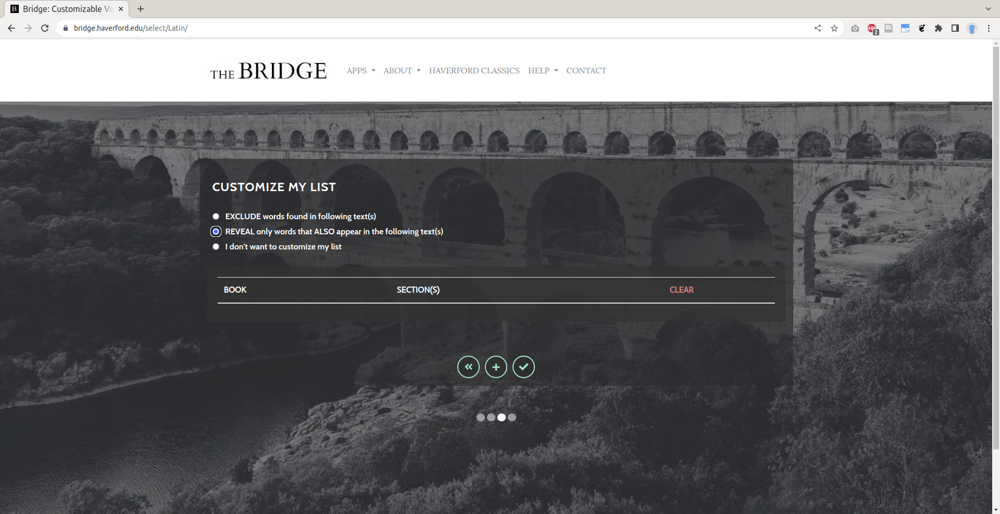 Bridge: Customizable Vo
bridge.haverford.edu/select/Latin/
2
THE BRIDGE
APPS
ABOUT
HAVERFORD CLASSICS
HELP
CONTACT
CUSTOMIZE MY LIST
EXCLUDE words found in following text(s)
REVEAL only words that ALSO appear in the following text(s)
I don't want to customize my list
BOOK
SECTION(S)
CLEAR